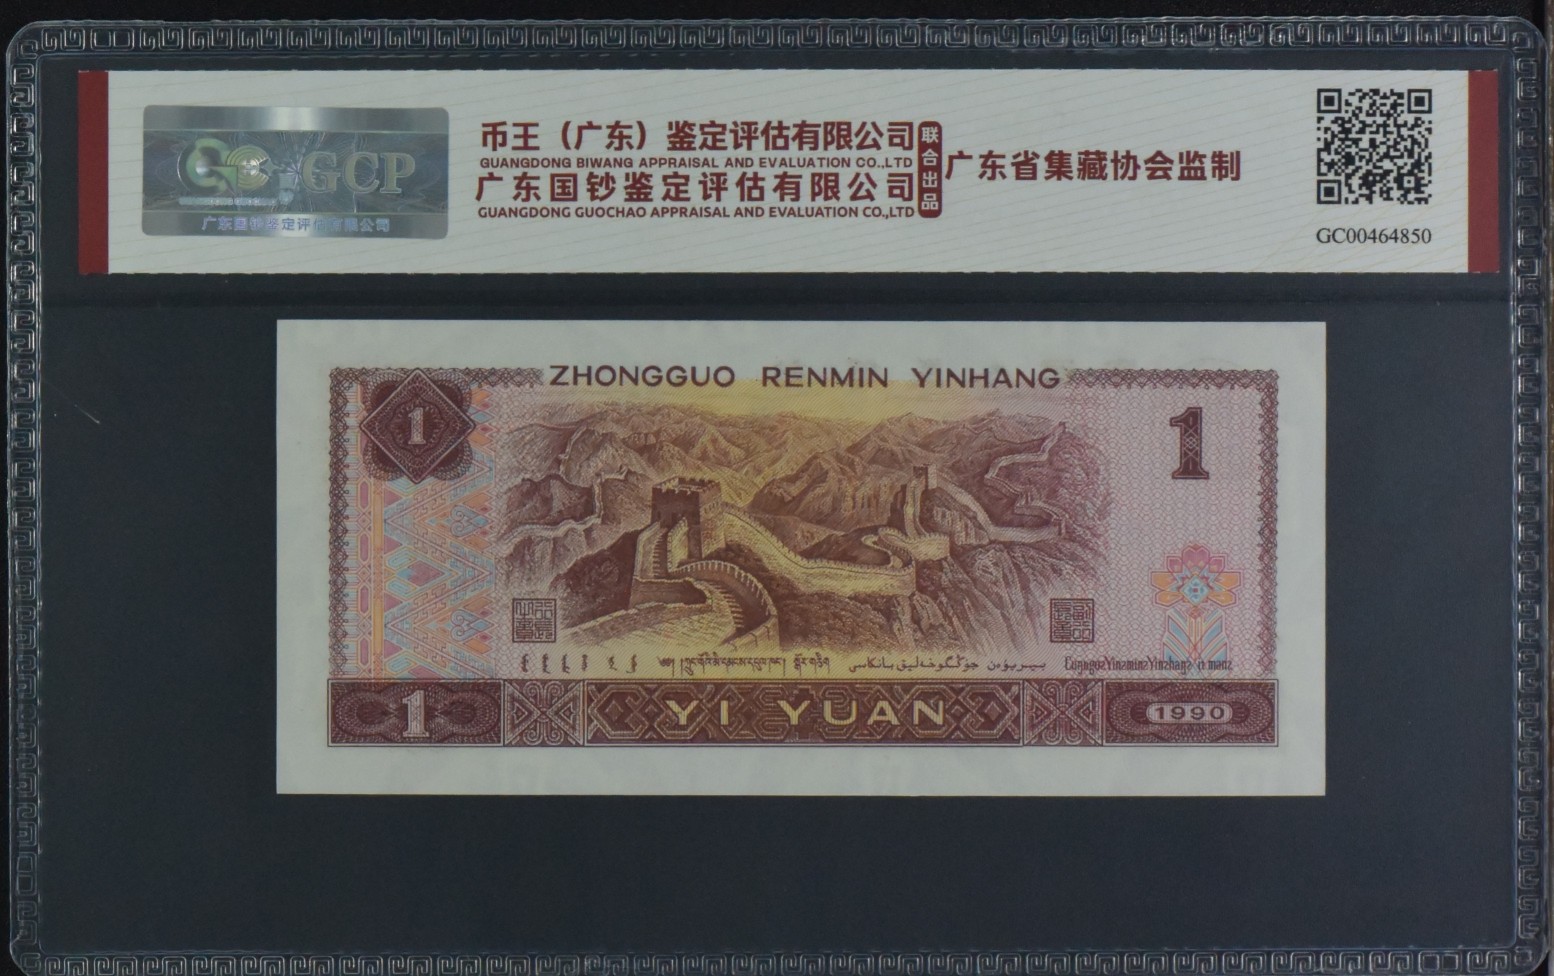 GCP
广东国钞鉴定评估有限公司
币王（广东）鉴定评估有限公司
GUANGDONG BIWANG APPRAISAL AND EVALUATION CO.,LTD
广东国钞鉴定评估有限公司
GUANGDONG GUOCHAO APPRAISAL AND EVALUATION CO.,LTD
联合出品
广东省集藏协会监制
GC00464850
ZHONGGUO RENMIN YINHANG
1
1
1
YI YUAN
1990